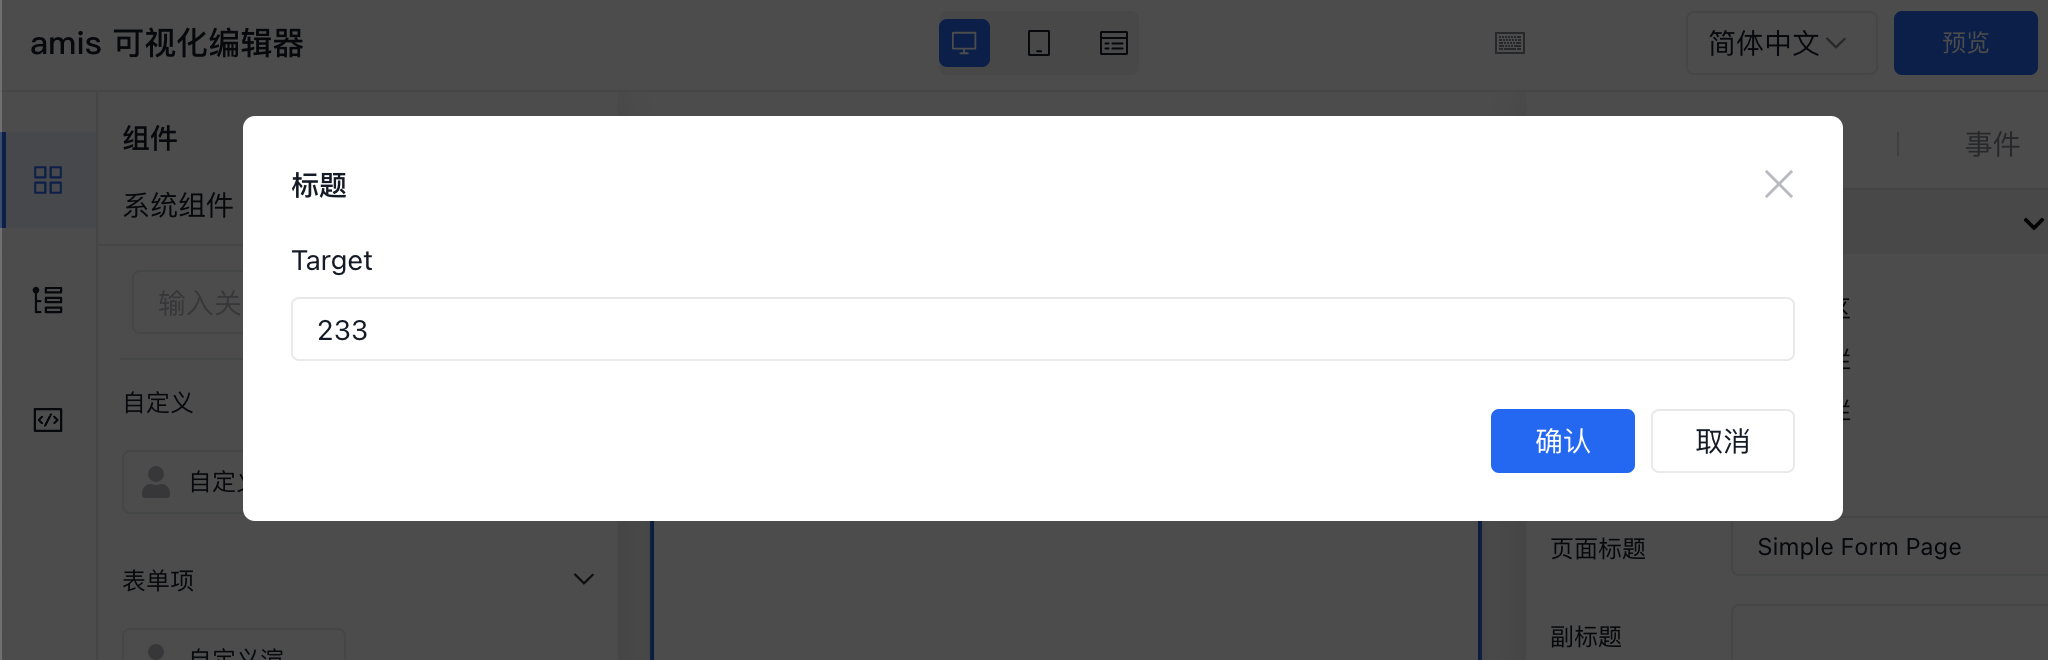 amis 可视化编辑器
简体中文
预览
组件
系统组件
事件
标题
Target
输入关
233
自定义
确认
取消
自定
页面标题
Simple Form Page
表单项
副标题
自定义渲